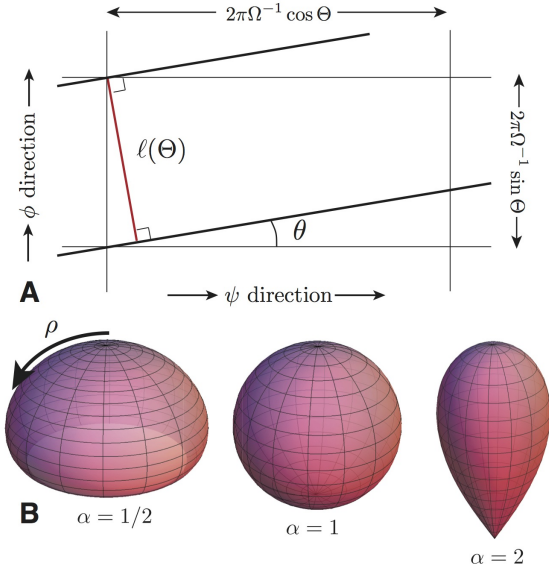 2πΩ⁻¹ cos Θ
ϕ direction
ℓ(Θ)
2πΩ⁻¹ sin Θ
θ
A
ψ direction
ρ
B
α = 1/2
α = 1
α = 2